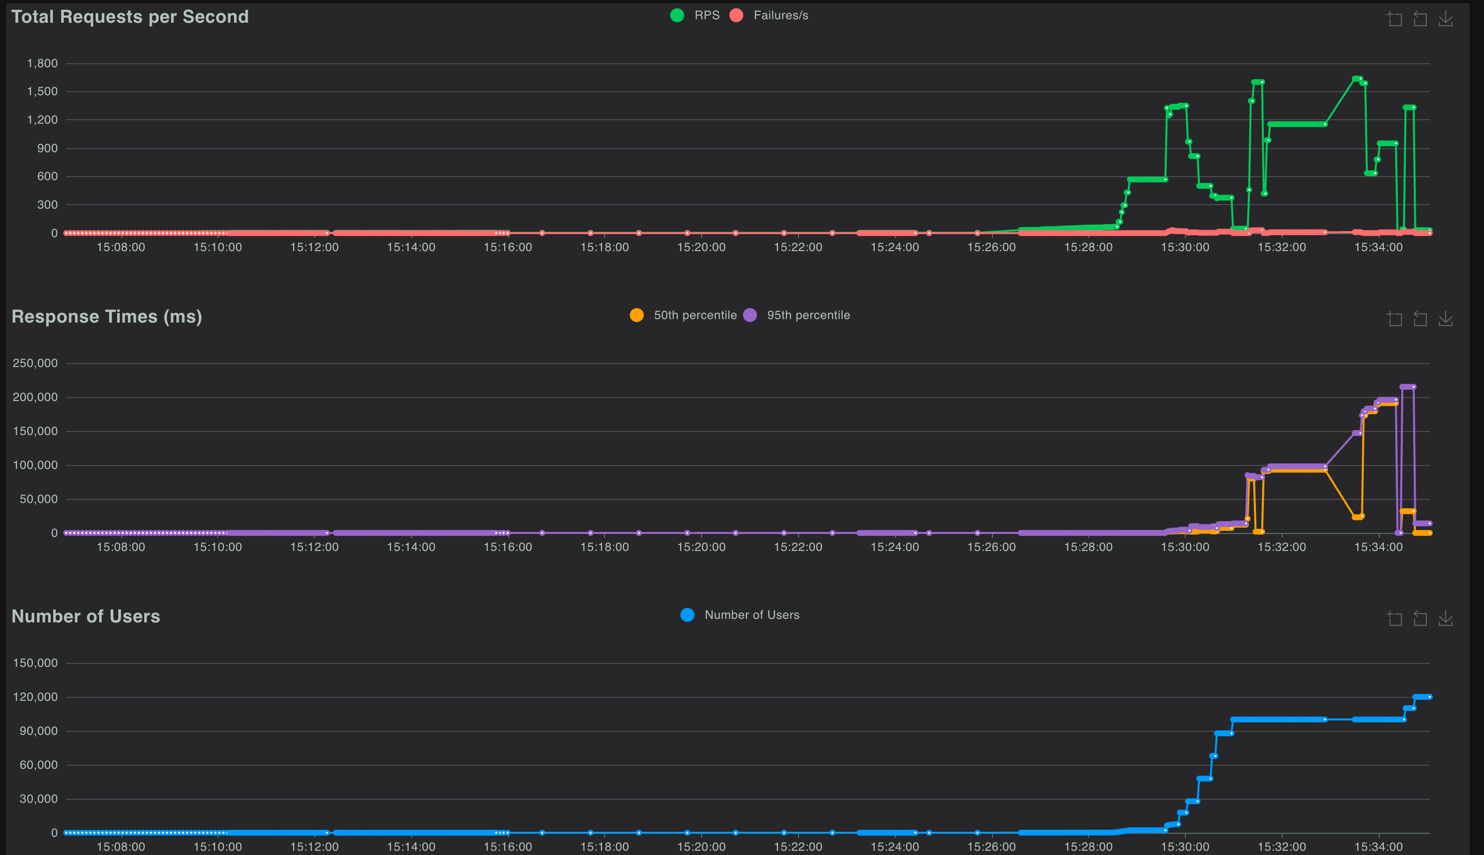 Total Requests per Second
RPS Failures/s
1,800
1,500
1,200
900
600
300
0
15:08:00 15:10:00 15:12:00 15:14:00 15:16:00 15:18:00 15:20:00 15:22:00 15:24:00 15:26:00 15:28:00 15:30:00 15:32:00 15:34:00
Response Times (ms)
50th percentile 95th percentile
250,000
200,000
150,000
100,000
50,000
0
15:08:00 15:10:00 15:12:00 15:14:00 15:16:00 15:18:00 15:20:00 15:22:00 15:24:00 15:26:00 15:28:00 15:30:00 15:32:00 15:34:00
Number of Users
Number of Users
150,000
120,000
90,000
60,000
30,000
0
15:08:00 15:10:00 15:12:00 15:14:00 15:16:00 15:18:00 15:20:00 15:22:00 15:24:00 15:26:00 15:28:00 15:30:00 15:32:00 15:34:00